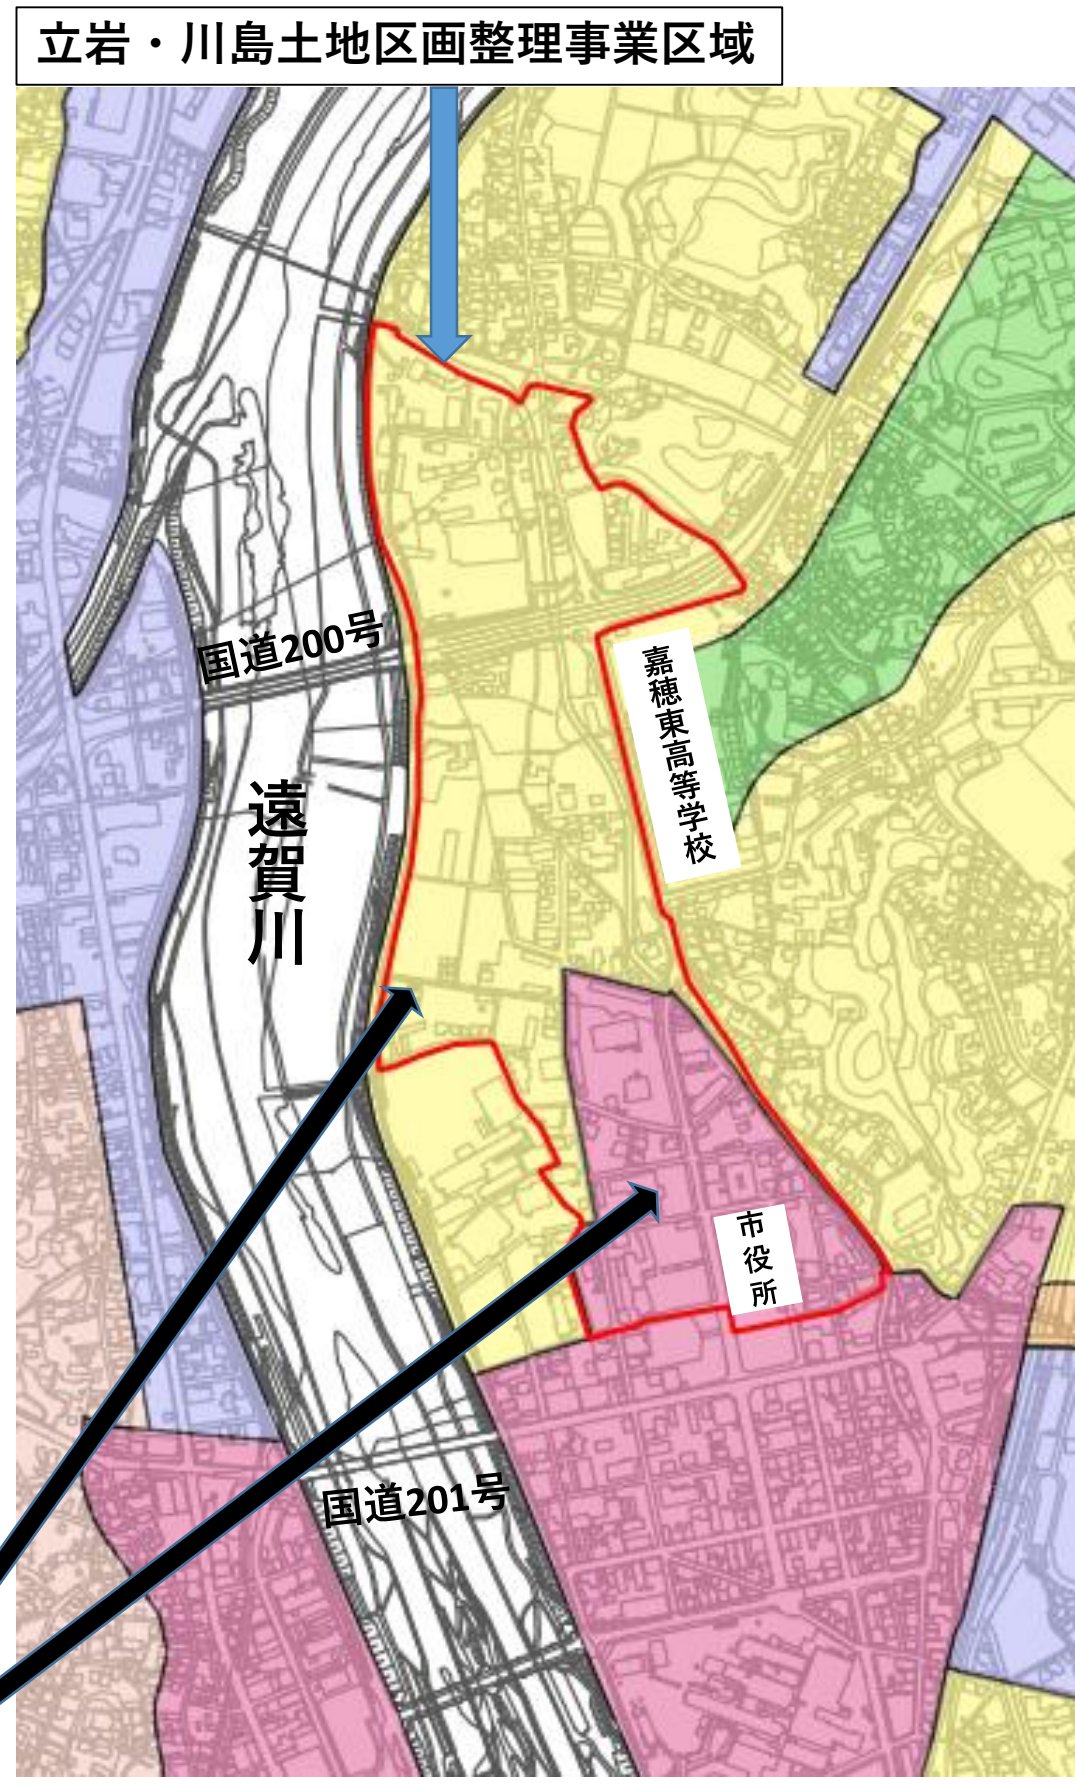 立岩・川島土地区画整理事業区域
国道200号
嘉穂東高等学校
遠賀川
市役所
国道201号